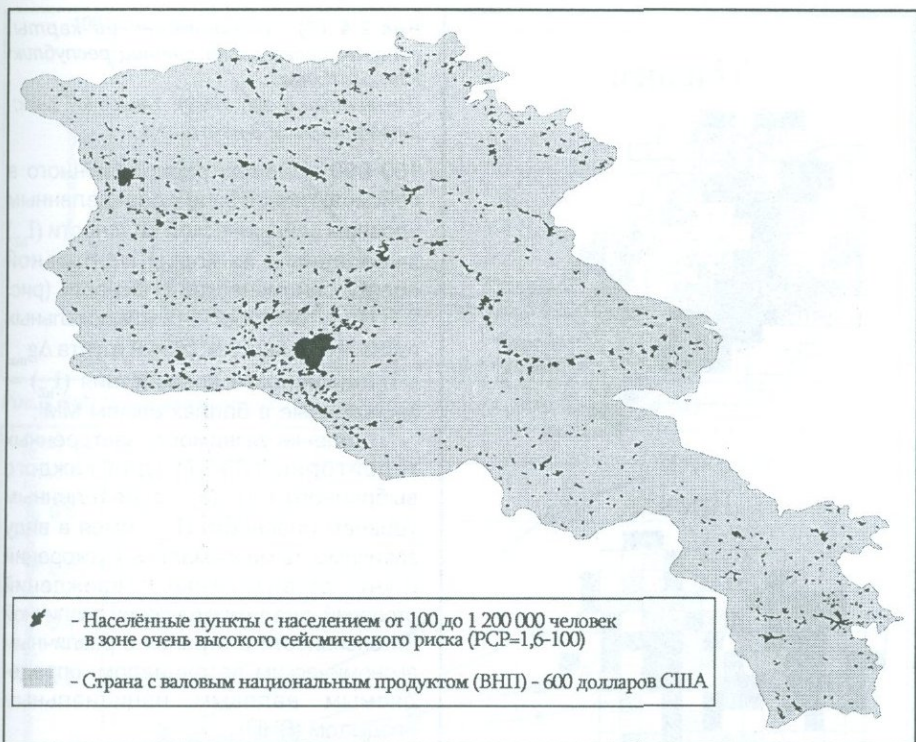 - Населённые пункты с населением от 100 до 1 200 000 человек
в зоне очень высокого сейсмического риска (РСР=1,6-100)
- Страна с валовым национальным продуктом (ВНП) - 600 долларов США